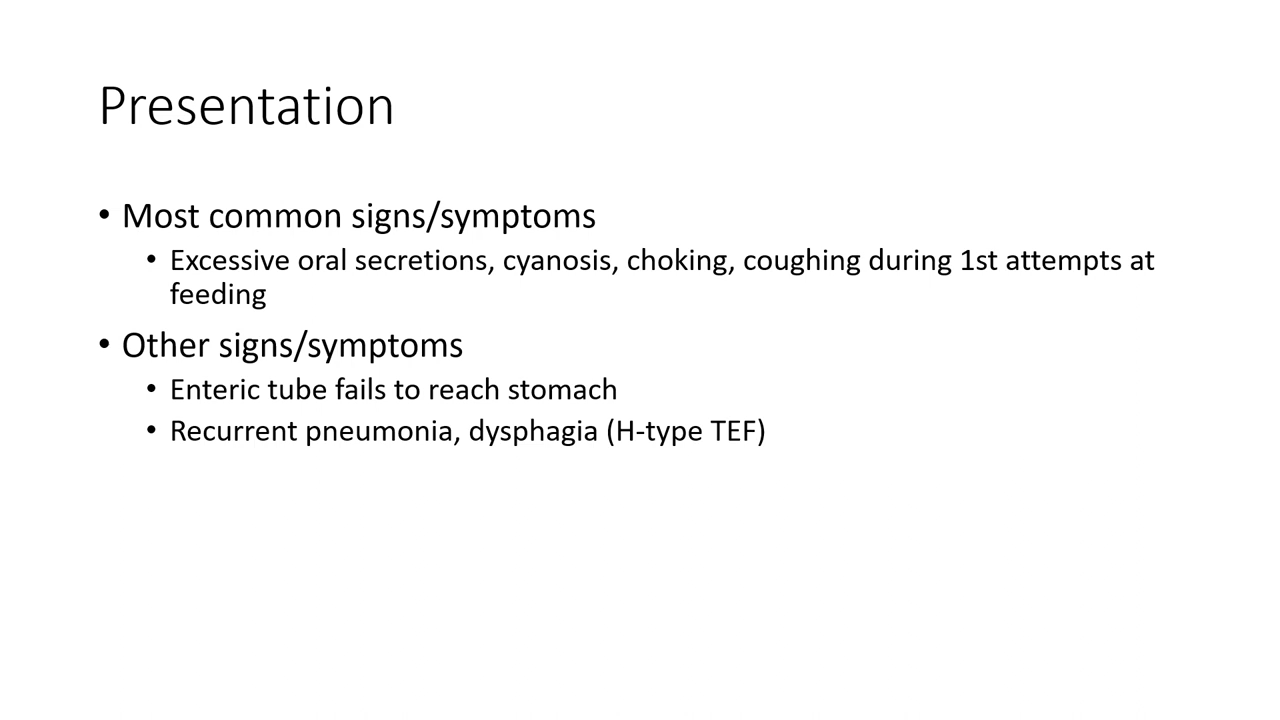 Presentation
• Most common signs/symptoms
• Excessive oral secretions, cyanosis, choking, coughing during 1st attempts at
feeding
• Other signs/symptoms
• Enteric tube fails to reach stomach
• Recurrent pneumonia, dysphagia (H-type TEF)